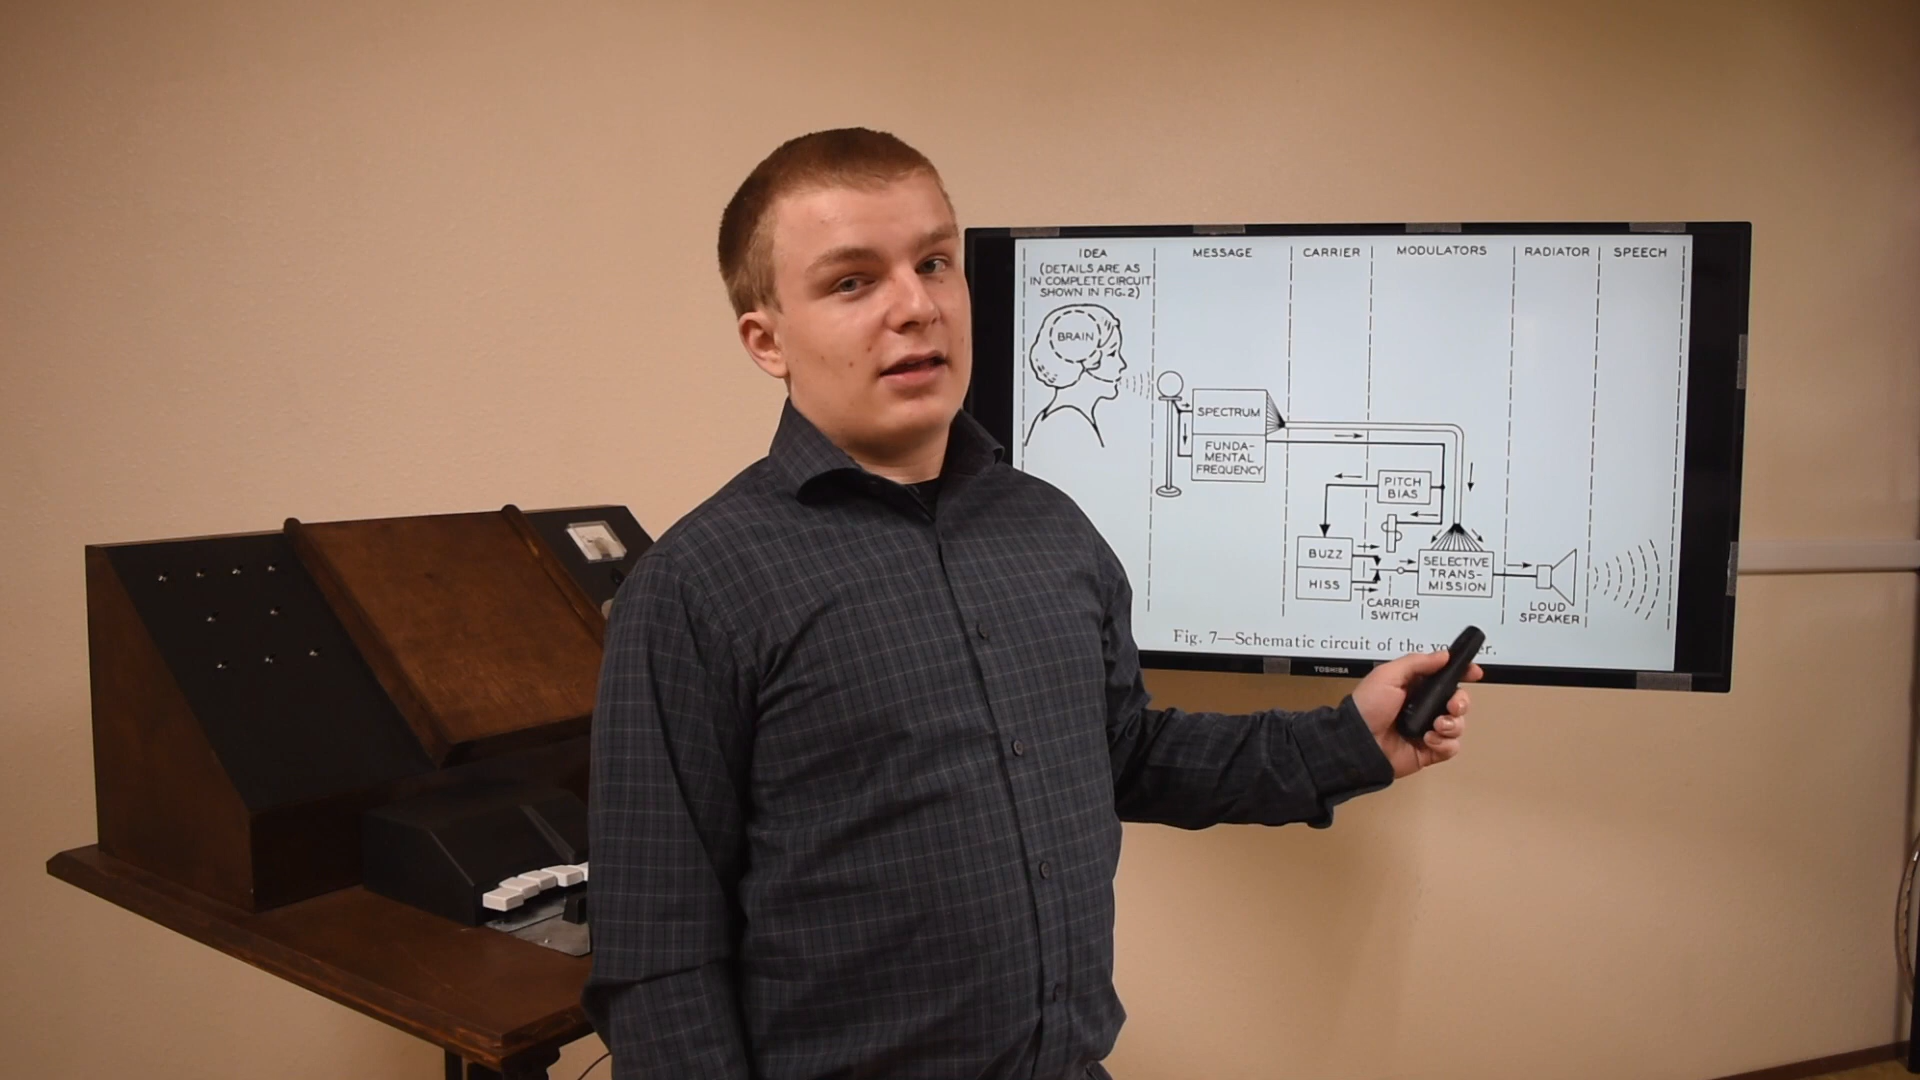 IDEA
(DETAILS ARE AS
IN COMPLETE CIRCUIT
SHOWN IN FIG. 2)
MESSAGE
CARRIER
MODULATORS
RADIATOR
SPEECH
BRAIN
SPECTRUM
FUNDA-
MENTAL
FREQUENCY
PITCH
BIAS
BUZZ
HISS
CARRIER
SWITCH
SELECTIVE
TRANS-
MISSION
LOUD
SPEAKER
Fig. 7—Schematic circuit of the
TOSHIBA